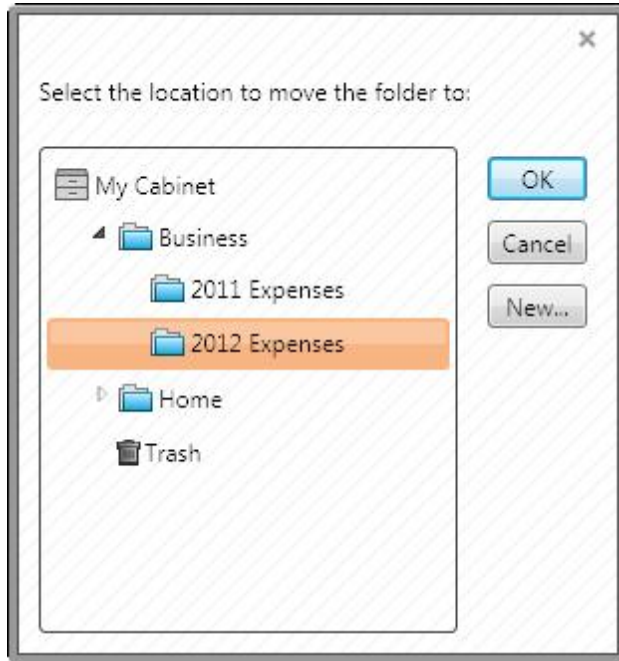 Select the location to move the folder to:
My Cabinet
OK
Business
Cancel
2011 Expenses
New...
2012 Expenses
Home
Trash